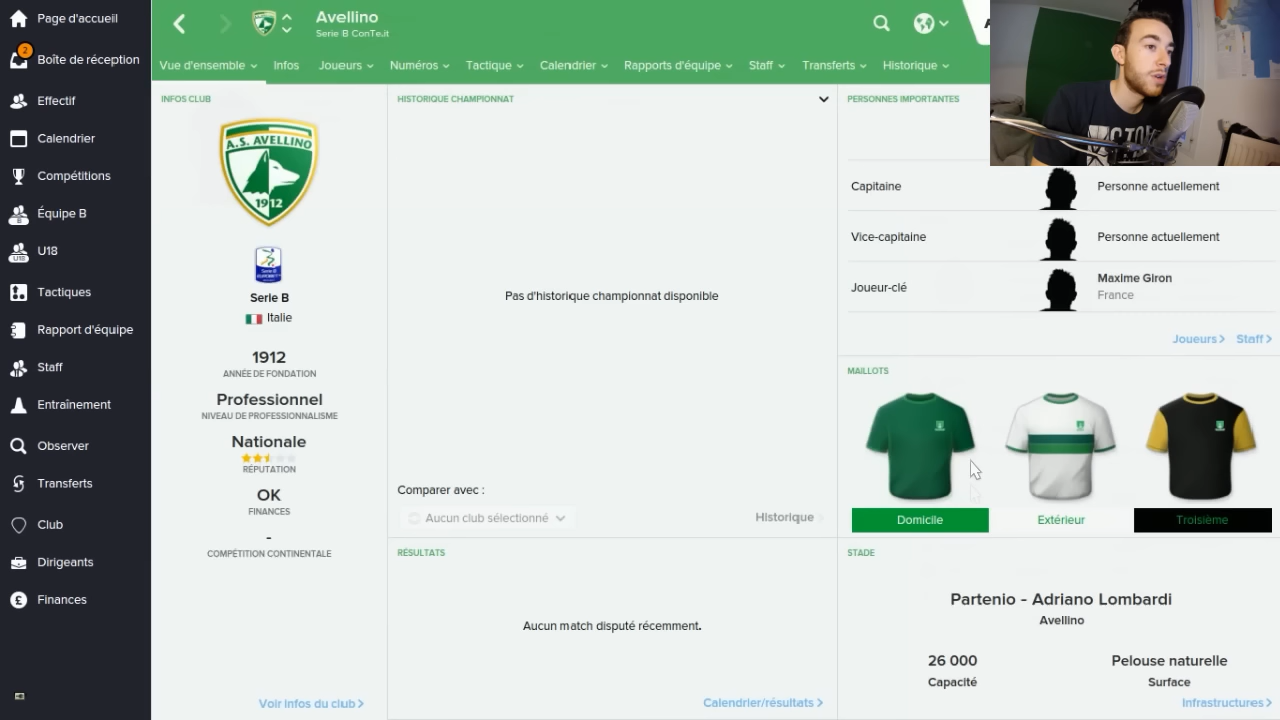 Page d'accueil
2
Boîte de réception
Effectif
Calendrier
Compétitions
Équipe B
U18
Tactiques
Rapport d'équipe
Staff
Entraînement
Observer
Transferts
Club
Dirigeants
Finances
Avellino
Serie B ConTe.it
Vue d'ensemble
Infos
Joueurs
Numéros
Tactique
Calendrier
Rapports d'équipe
Staff
Transferts
Historique
INFOS CLUB
A.S. AVELLINO
1912
Serie B
Serie B
Italie
1912
ANNÉE DE FONDATION
Professionnel
NIVEAU DE PROFESSIONNALISME
Nationale
RÉPUTATION
OK
FINANCES
-
COMPÉTITION CONTINENTALE
Voir infos du club
HISTORIQUE CHAMPIONNAT
Pas d'historique championnat disponible
Comparer avec :
Aucun club sélectionné
Historique
RÉSULTATS
Aucun match disputé récemment.
Calendrier/résultats
PERSONNES IMPORTANTES
Capitaine
Personne actuellement
Vice-capitaine
Personne actuellement
Joueur-clé
Maxime Giron
France
Joueurs
Staff
MAILLOTS
Domicile
Extérieur
Troisième
STADE
Partenio - Adriano Lombardi
Avellino
26 000
Capacité
Pelouse naturelle
Surface
Infrastructures